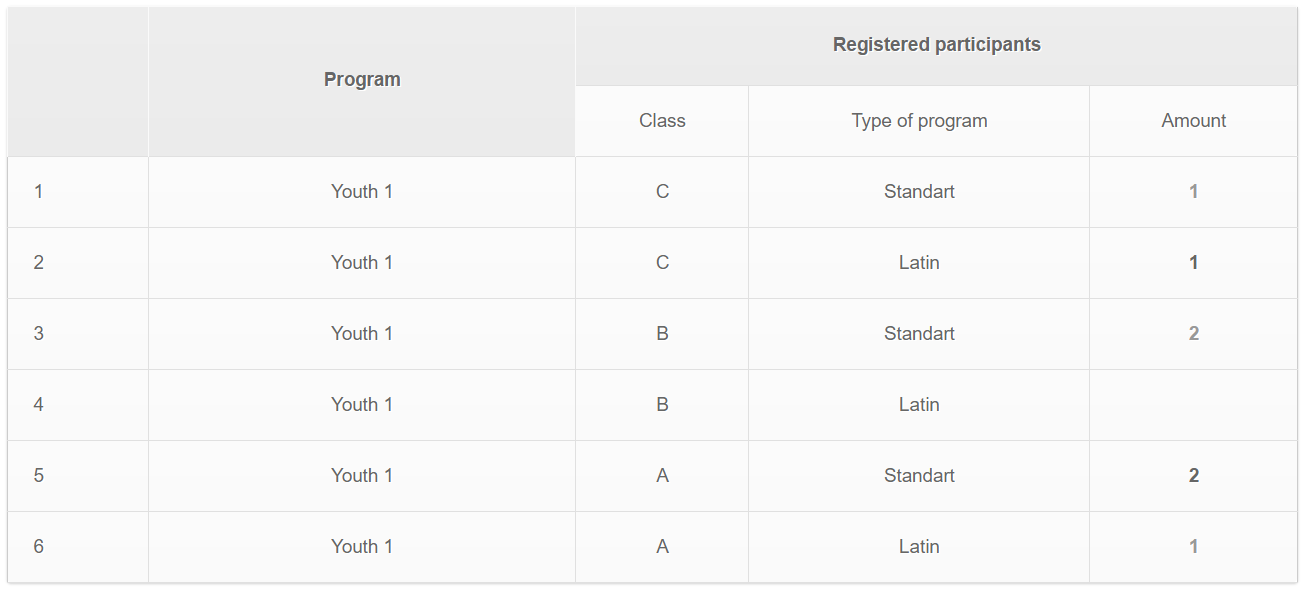 Program Registered participants
Class Type of program Amount
1 Youth 1 C Standart 1
2 Youth 1 C Latin 1
3 Youth 1 B Standart 2
4 Youth 1 B Latin
5 Youth 1 A Standart 2
6 Youth 1 A Latin 1